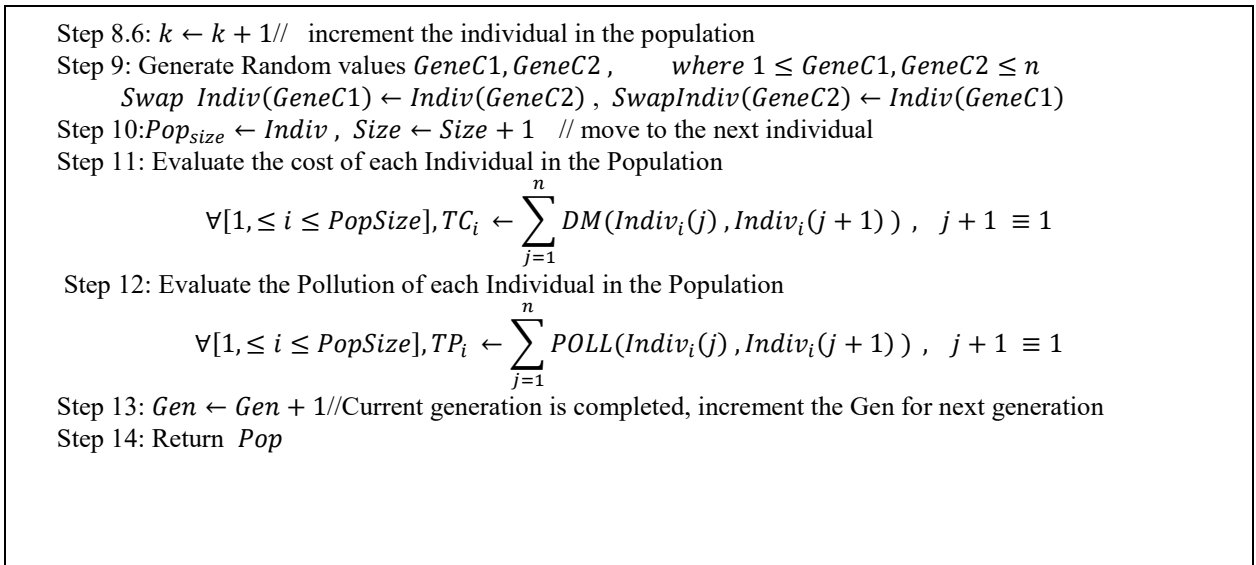 Step 8.6: k ← k + 1// increment the individual in the population
Step 9: Generate Random values GeneC1, GeneC2 , where 1 ≤ GeneC1, GeneC2 ≤ n
Swap Indiv(GeneC1) ← Indiv(GeneC2) , SwapIndiv(GeneC2) ← Indiv(GeneC1)
Step 10:Pop_size ← Indiv , Size ← Size + 1 // move to the next individual
Step 11: Evaluate the cost of each Individual in the Population
∀[1, ≤ i ≤ PopSize], TC_i ← ∑_{j=1}^{n} DM(Indiv_i(j) , Indiv_i(j + 1) ) , j + 1 ≡ 1
Step 12: Evaluate the Pollution of each Individual in the Population
∀[1, ≤ i ≤ PopSize], TP_i ← ∑_{j=1}^{n} POLL(Indiv_i(j) , Indiv_i(j + 1) ) , j + 1 ≡ 1
Step 13: Gen ← Gen + 1//Current generation is completed, increment the Gen for next generation
Step 14: Return Pop